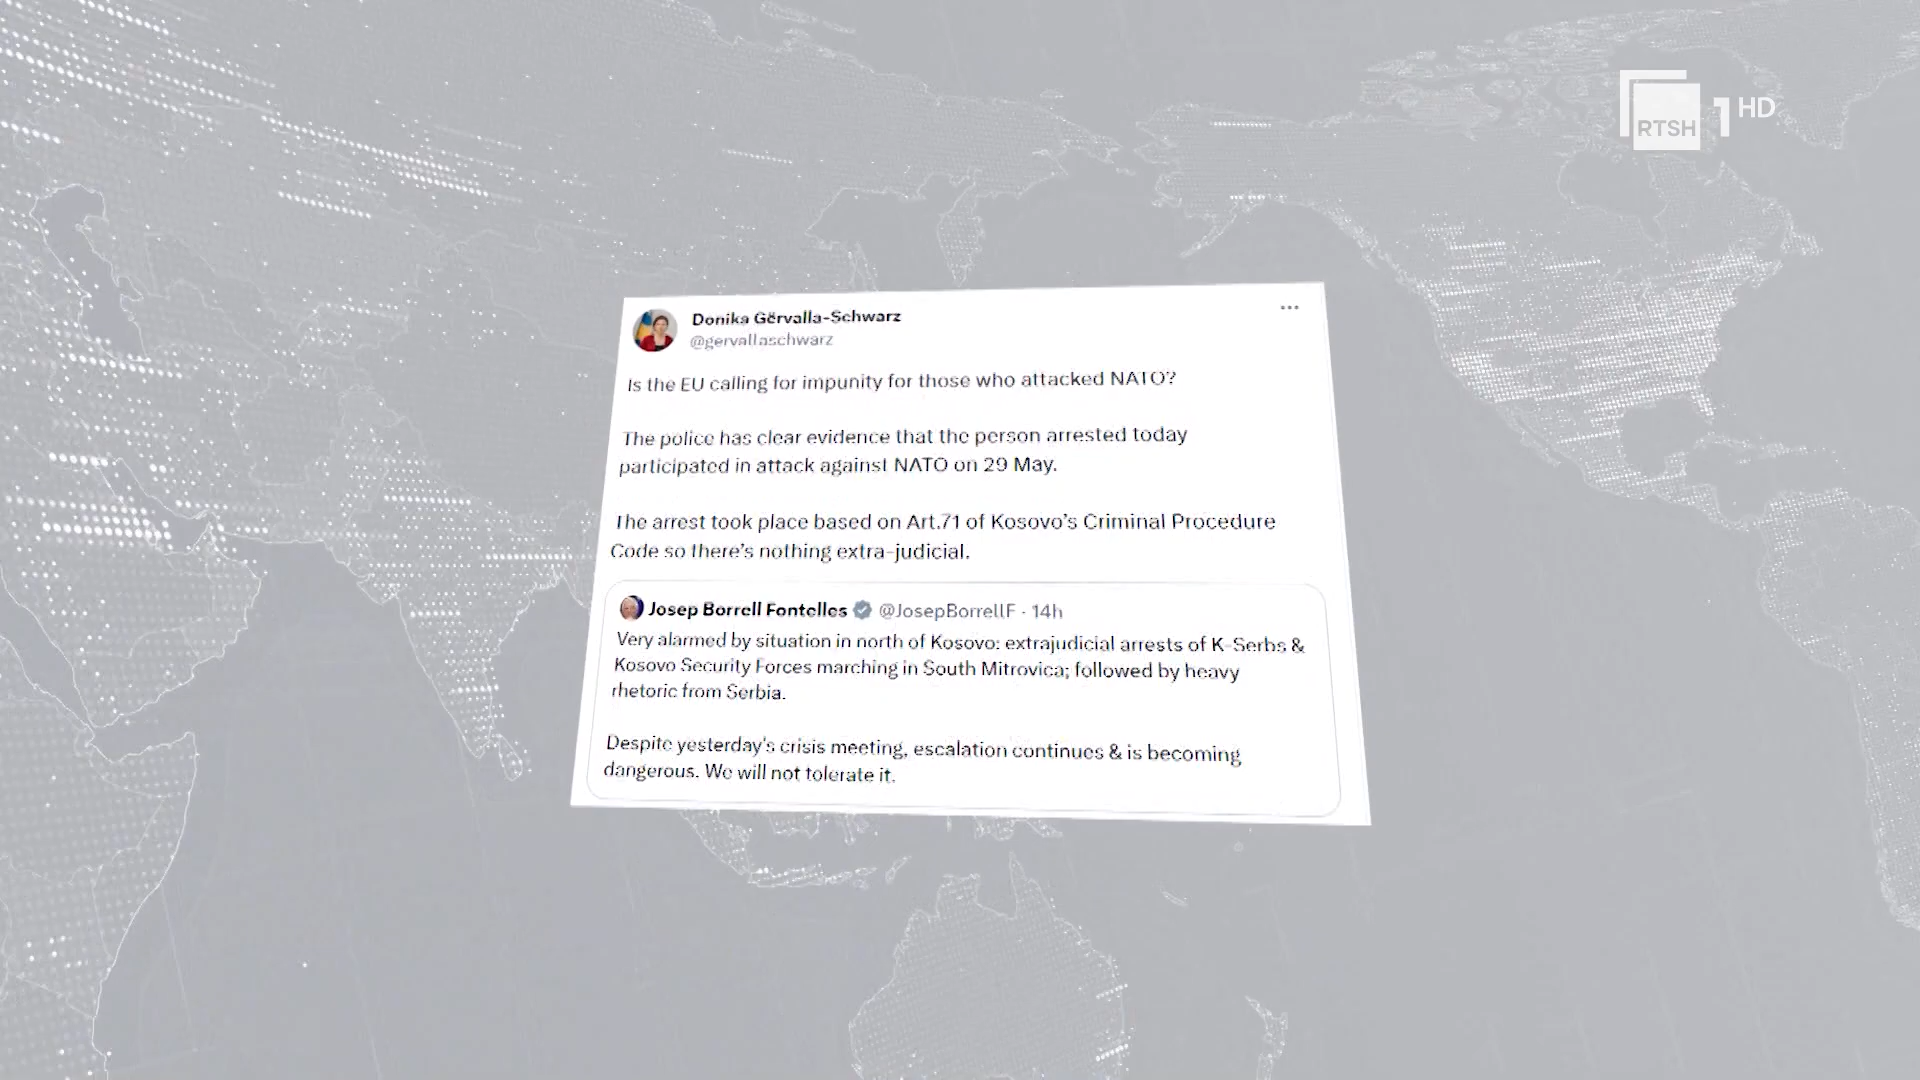 RTSH 1 HD
Donika Gërvalla-Schwarz
@gervallaschwarz
Is the EU calling for impunity for those who attacked NATO?
The police has clear evidence that the person arrested today
participated in attack against NATO on 29 May.
The arrest took place based on Art.71 of Kosovo's Criminal Procedure
Code so there's nothing extra-judicial.
Josep Borrell Fontelles @JosepBorrellF · 14h
Very alarmed by situation in north of Kosovo: extrajudicial arrests of K-Serbs &
Kosovo Security Forces marching in South Mitrovica; followed by heavy
rhetoric from Serbia.
Despite yesterday's crisis meeting, escalation continues & is becoming
dangerous. We will not tolerate it.